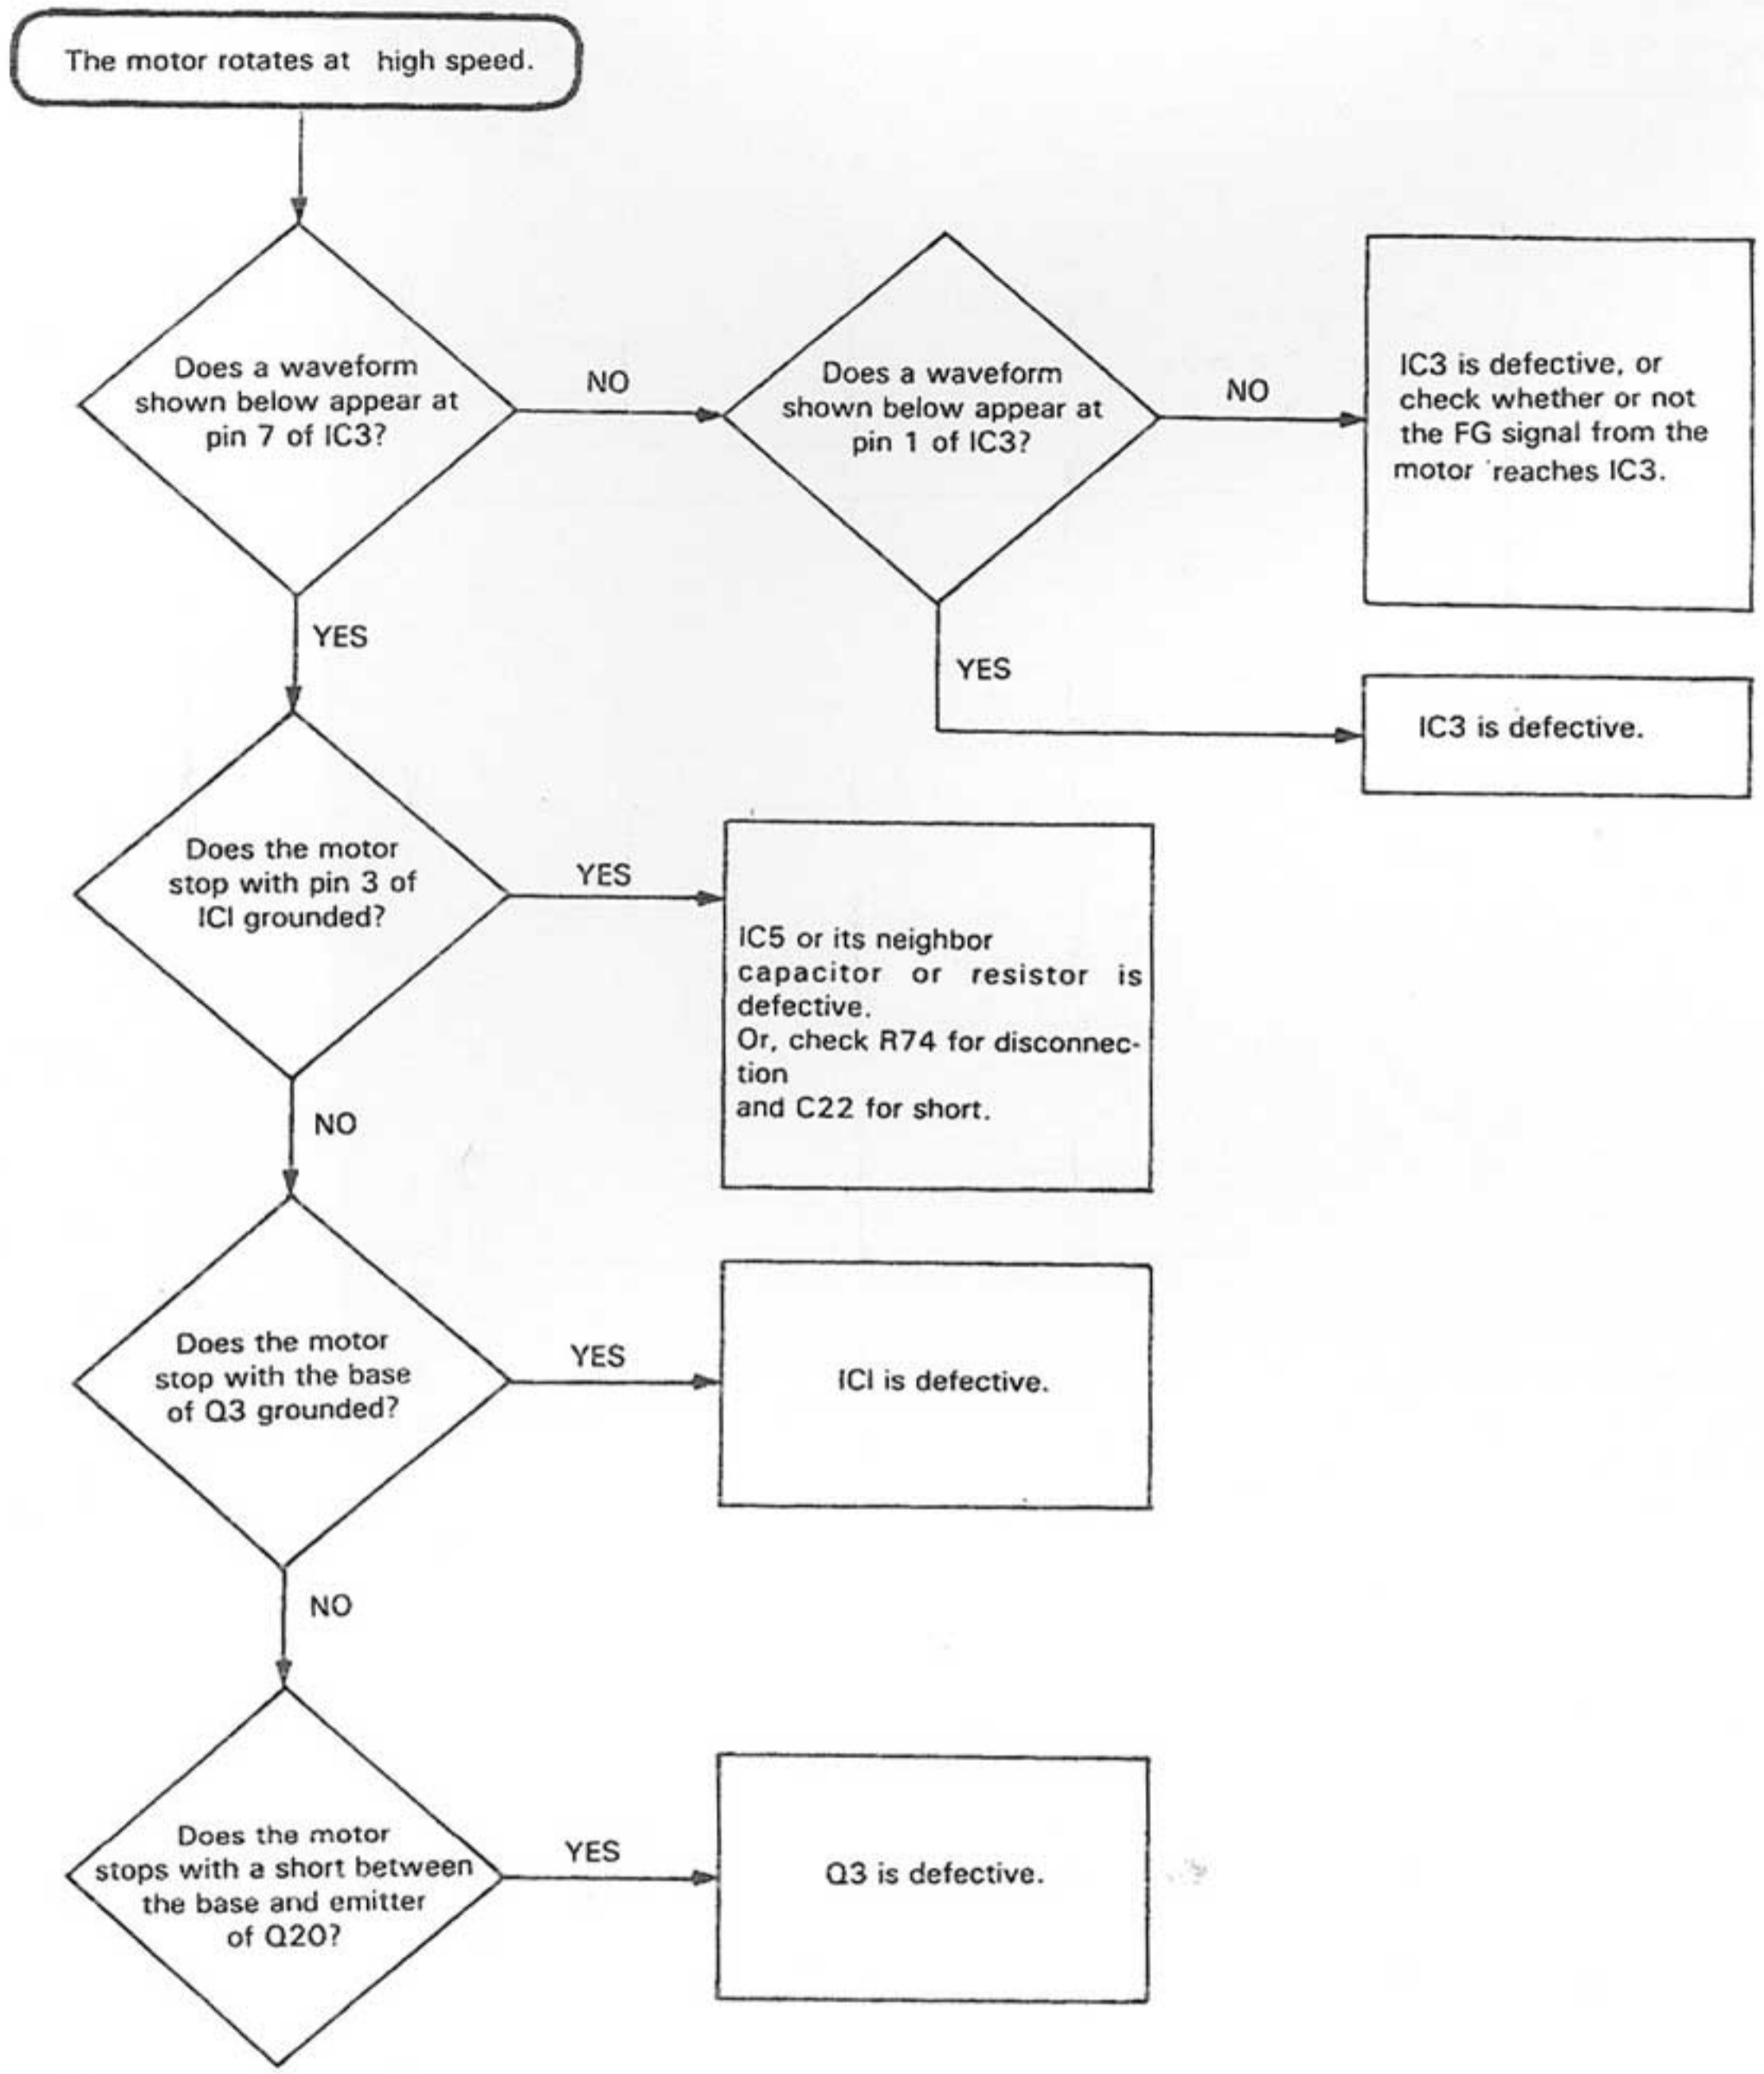 The motor rotates at high speed.
Does a waveform
shown below appear at
pin 7 of IC3?
NO
Does a waveform
shown below appear at
pin 1 of IC3?
NO
IC3 is defective, or
check whether or not
the FG signal from the
motor reaches IC3.
YES
YES
IC3 is defective.
Does the motor
stop with pin 3 of
ICI grounded?
YES
IC5 or its neighbor
capacitor or resistor is
defective.
Or, check R74 for disconnec-
tion
and C22 for short.
NO
Does the motor
stop with the base
of Q3 grounded?
YES
ICI is defective.
NO
Does the motor
stops with a short between
the base and emitter
of Q20?
YES
Q3 is defective.